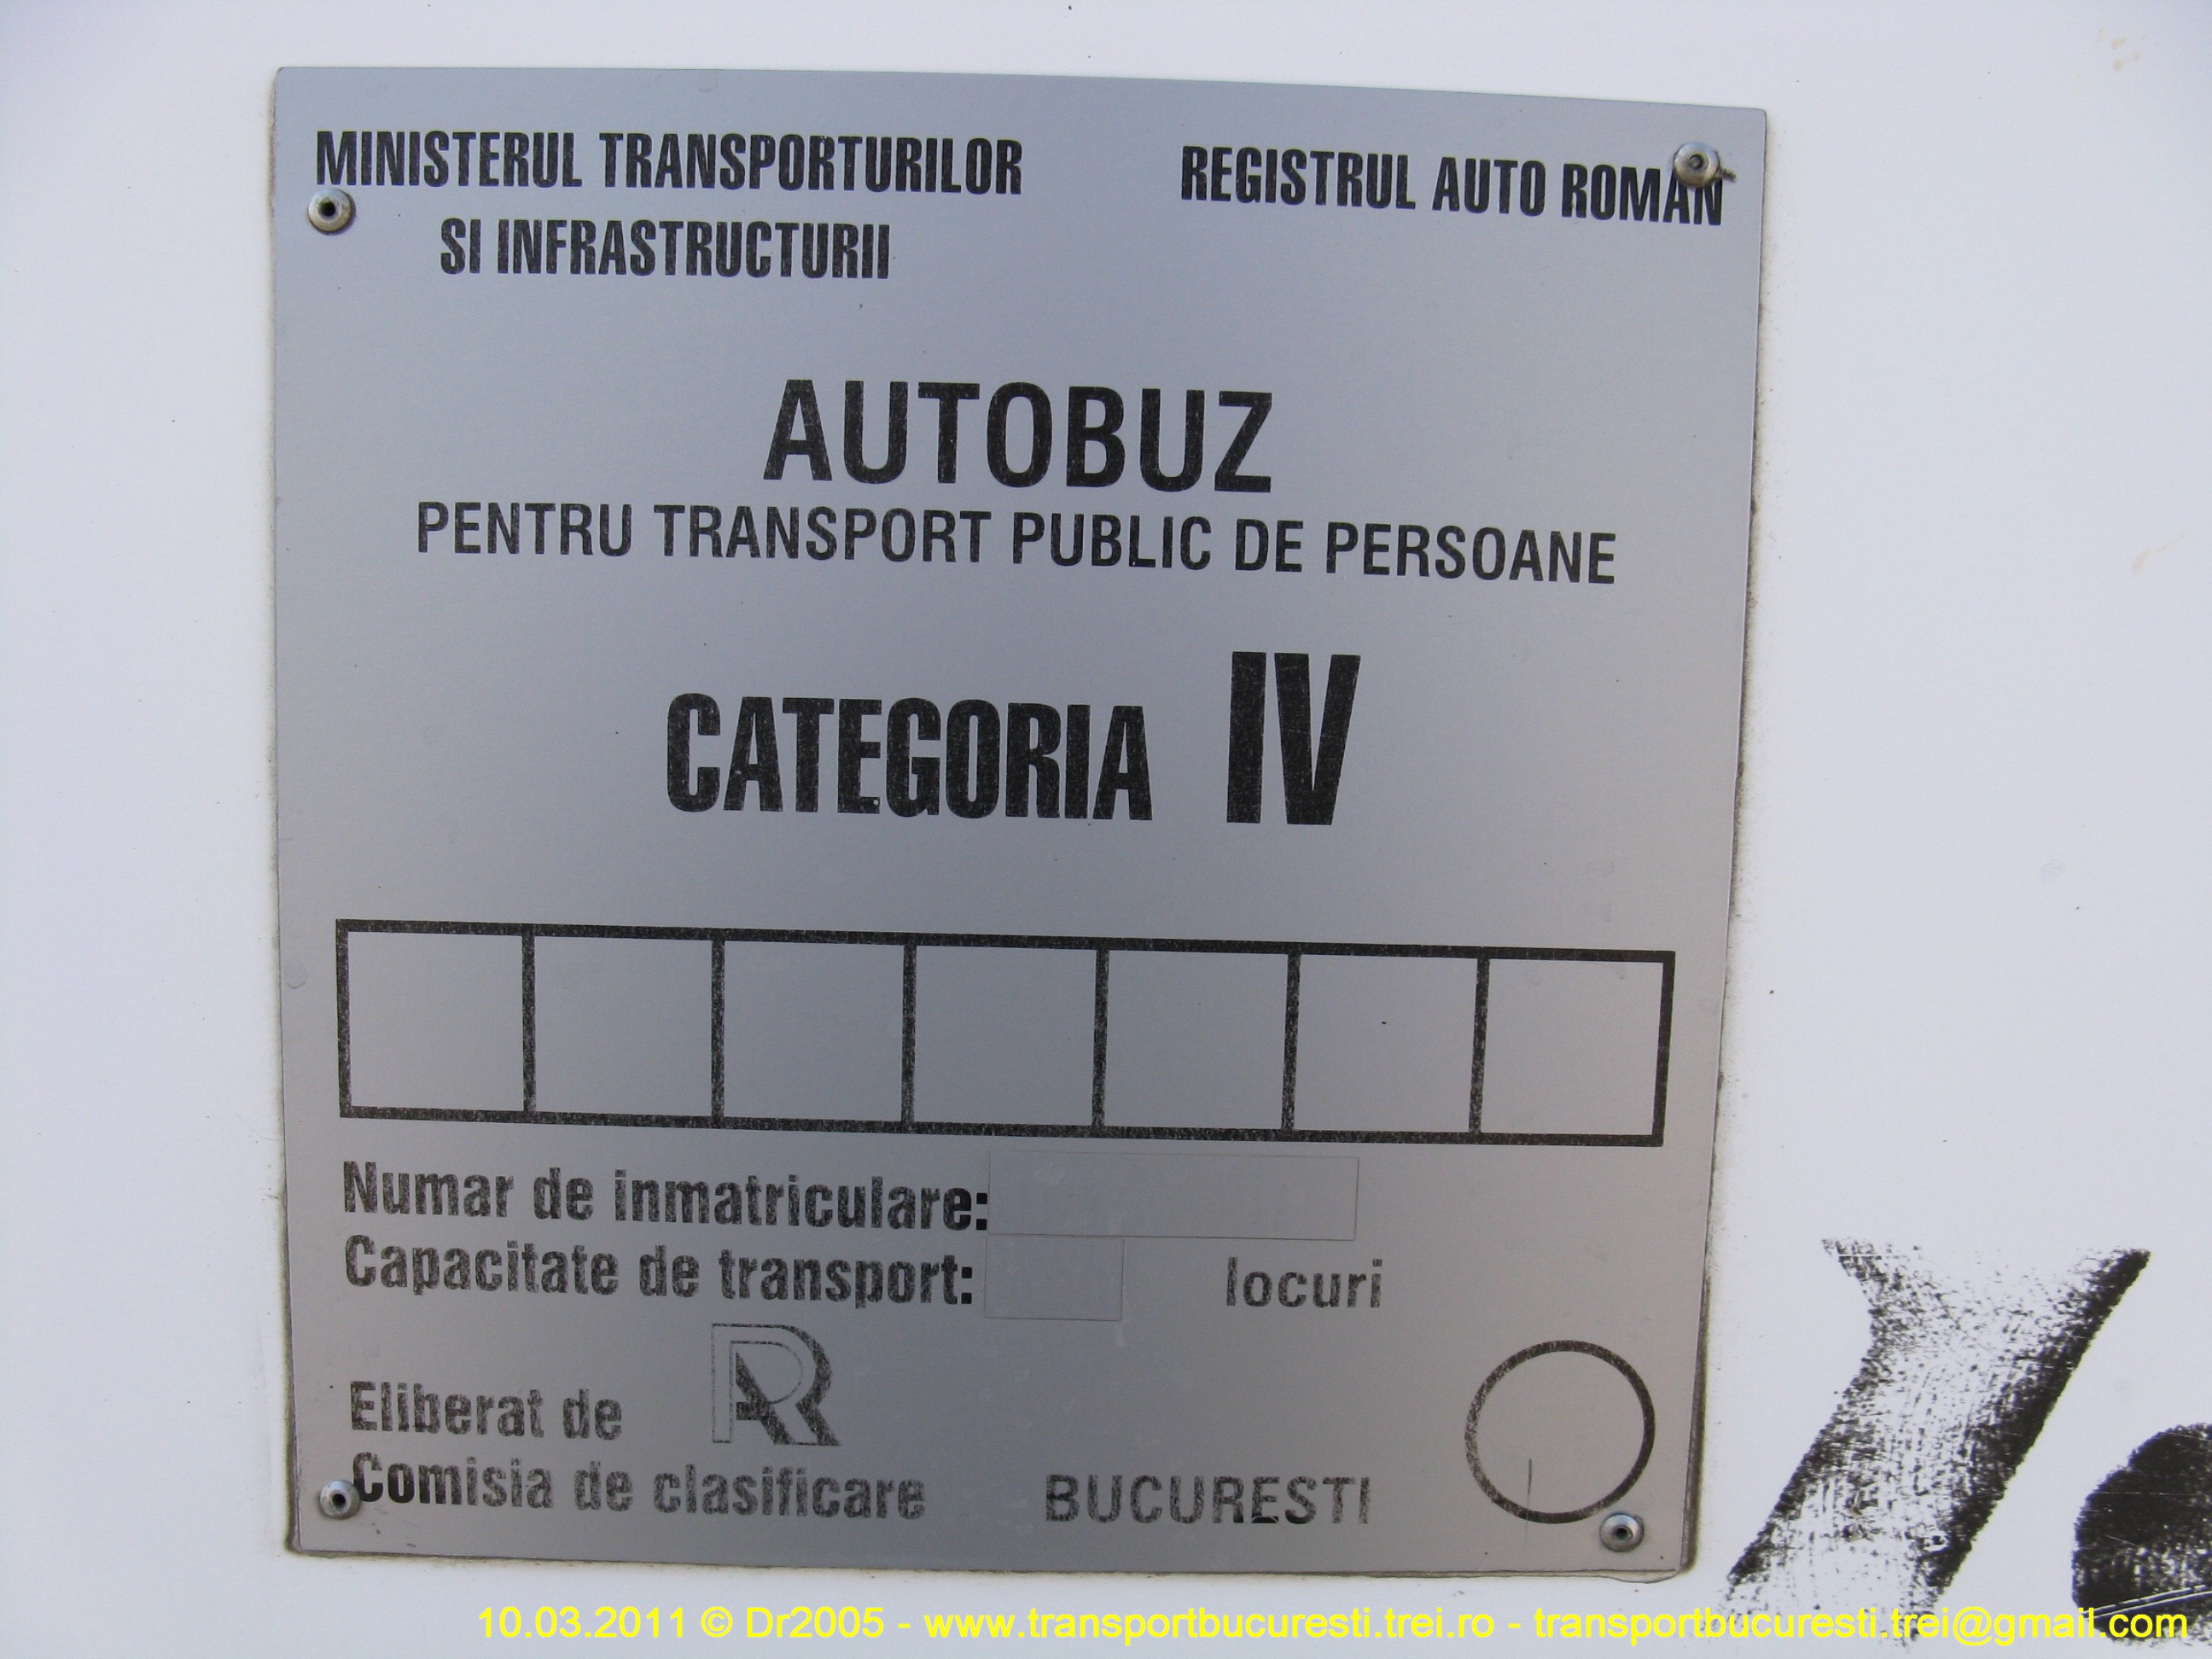 MINISTERUL TRANSPORTURILOR
SI INFRASTRUCTURII
REGISTRUL AUTO ROMAN
AUTOBUZ
PENTRU TRANSPORT PUBLIC DE PERSOANE
CATEGORIA IV
Numar de inmatriculare:
Capacitate de transport: locuri
Eliberat de RAR
Comisia de clasificare BUCURESTI
10.03.2011 © Dr2005 - www.transportbucuresti.trei.ro - transportbucuresti.trei@gmail.com